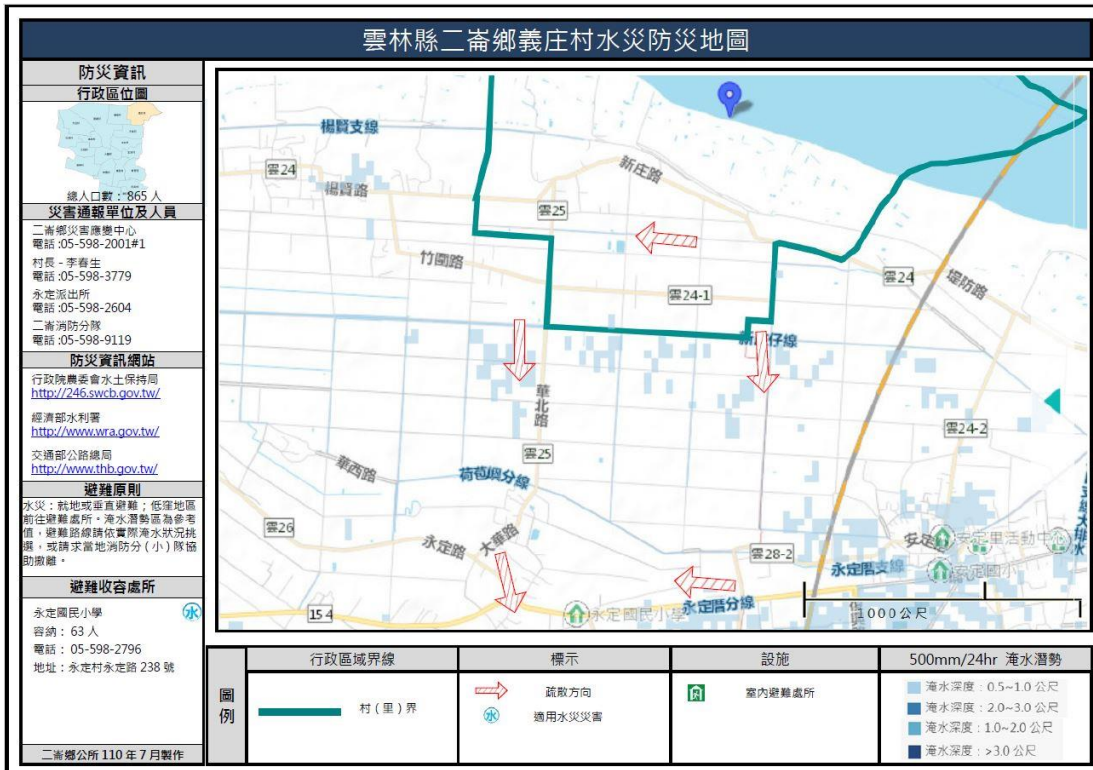 雲林縣二崙鄉義庄村水災防災地圖
防災資訊
行政區位圖
總人口數：865 人
災害通報單位及人員
二崙鄉災害應變中心
電話:05-598-2001#1
村長 - 李春生
電話:05-598-3779
永定派出所
電話:05-598-2604
二崙消防分隊
電話:05-598-9119
防災資訊網站
行政院農委會水土保持局
http://246.swcb.gov.tw/
經濟部水利署
http://www.wra.gov.tw/
交通部公路總局
http://www.thb.gov.tw/
避難原則
水災：就地或垂直避難；低窪地區
前往避難處所。淹水潛勢區為參考
值，避難路線請依實際淹水狀況挑
選，或請求當地消防分(小)隊協
助撤離。
避難收容處所
永定國民小學
水
容納：63 人
電話： 05-598-2796
地址：永定村永定路 238 號
二崙鄉公所 110 年 7 月製作
楊賢支線
新庄路
雲24
楊賢路
雲25
竹圍路
雲24
堤防路
雲24-1
華北路
雲24-2
雲25
華西路
荷苞嶼分線
雲26
永定路
大華路
雲28-2
安定里活動中心
安定國小
永定厝支線
永定厝分線
154
永定國民小學
1000公尺
圖例
行政區域界線
標示
設施
500mm/24hr 淹水潛勢
村（里）界
疏散方向
水
適用水災災害
室內避難處所
淹水深度：0.5~1.0 公尺
淹水深度：2.0~3.0 公尺
淹水深度：1.0~2.0 公尺
淹水深度：>3.0 公尺